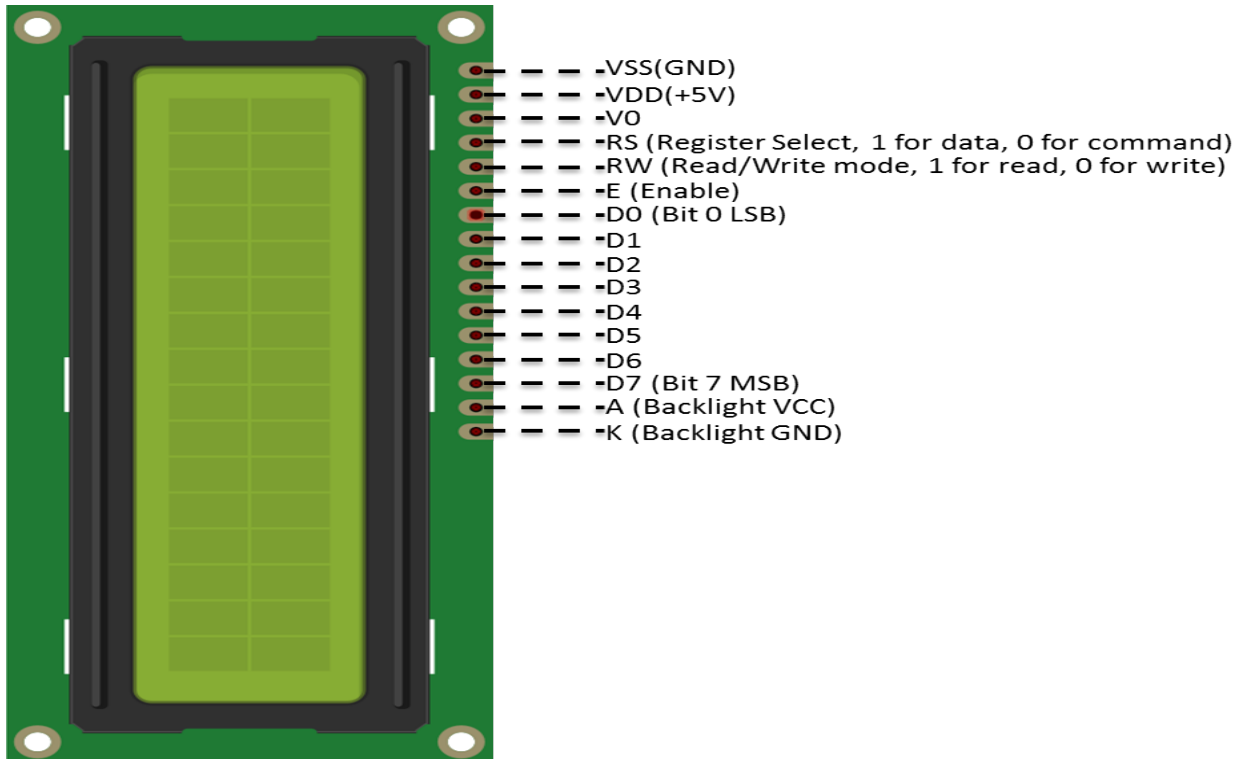 VSS(GND)
VDD(+5V)
V0
RS (Register Select, 1 for data, 0 for command)
RW (Read/Write mode, 1 for read, 0 for write)
E (Enable)
D0 (Bit 0 LSB)
D1
D2
D3
D4
D5
D6
D7 (Bit 7 MSB)
A (Backlight VCC)
K (Backlight GND)